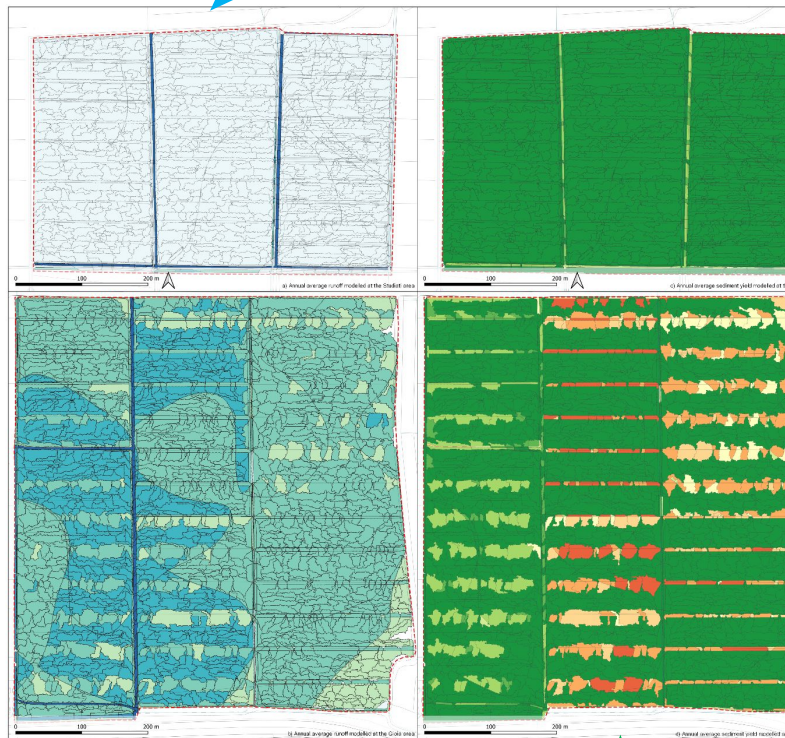 0 100 200 m
a) Annual average runoff modelled at the Studiati area
0 100 200 m
c) Annual average sediment yield modelled at S
0 100 200 m
b) Annual average runoff modelled at the Gioia area
0 100 200 m
d) Annual average sediment yield modelled a